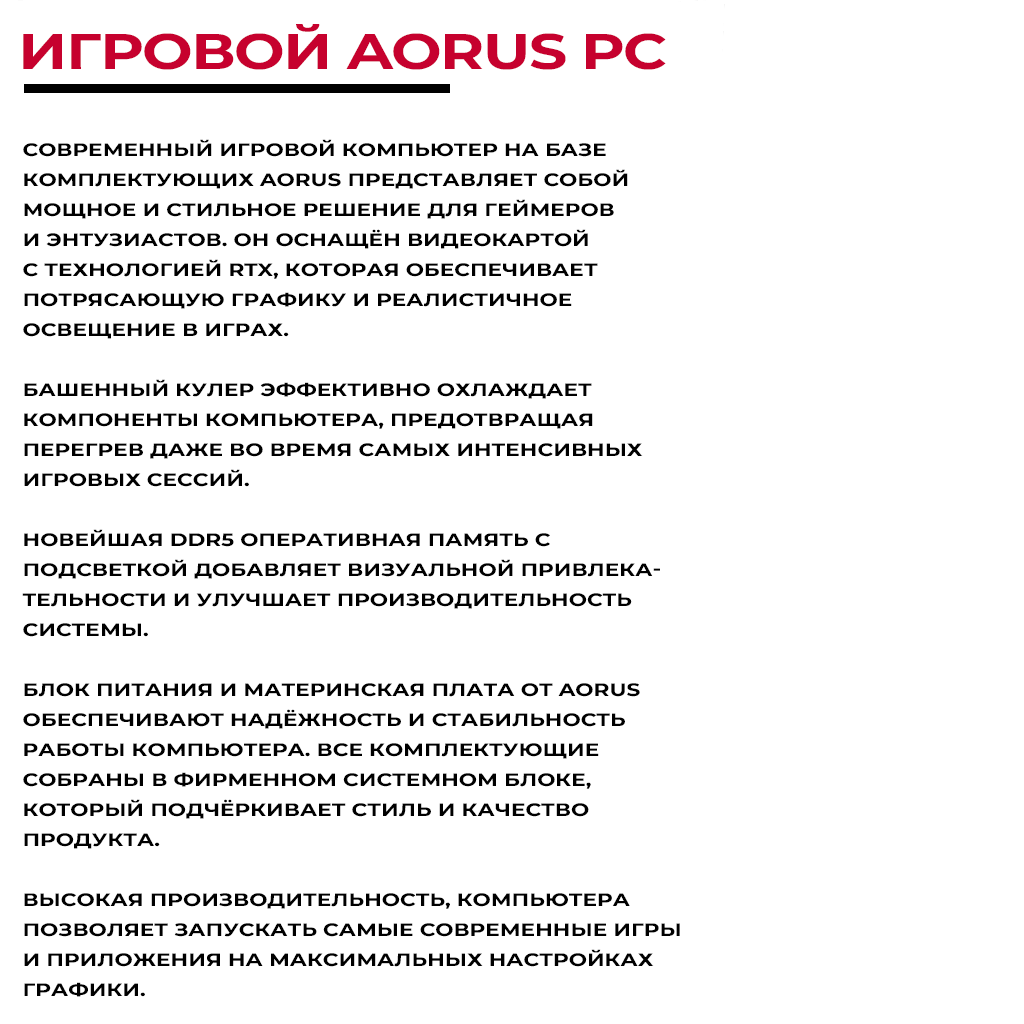 ИГРОВОЙ AORUS PC
СОВРЕМЕННЫЙ ИГРОВОЙ КОМПЬЮТЕР НА БАЗЕ
КОМПЛЕКТУЮЩИХ AORUS ПРЕДСТАВЛЯЕТ СОБОЙ
МОЩНОЕ И СТИЛЬНОЕ РЕШЕНИЕ ДЛЯ ГЕЙМЕРОВ
И ЭНТУЗИАСТОВ. ОН ОСНАЩЁН ВИДЕОКАРТОЙ
С ТЕХНОЛОГИЕЙ RTX, КОТОРАЯ ОБЕСПЕЧИВАЕТ
ПОТРЯСАЮЩУЮ ГРАФИКУ И РЕАЛИСТИЧНОЕ
ОСВЕЩЕНИЕ В ИГРАХ.
БАШЕННЫЙ КУЛЕР ЭФФЕКТИВНО ОХЛАЖДАЕТ
КОМПОНЕНТЫ КОМПЬЮТЕРА, ПРЕДОТВРАЩАЯ
ПЕРЕГРЕВ ДАЖЕ ВО ВРЕМЯ САМЫХ ИНТЕНСИВНЫХ
ИГРОВЫХ СЕССИЙ.
НОВЕЙШАЯ DDR5 ОПЕРАТИВНАЯ ПАМЯТЬ С
ПОДСВЕТКОЙ ДОБАВЛЯЕТ ВИЗУАЛЬНОЙ ПРИВЛЕКА-
ТЕЛЬНОСТИ И УЛУЧШАЕТ ПРОИЗВОДИТЕЛЬНОСТЬ
СИСТЕМЫ.
БЛОК ПИТАНИЯ И МАТЕРИНСКАЯ ПЛАТА ОТ AORUS
ОБЕСПЕЧИВАЮТ НАДЁЖНОСТЬ И СТАБИЛЬНОСТЬ
РАБОТЫ КОМПЬЮТЕРА. ВСЕ КОМПЛЕКТУЮЩИЕ
СОБРАНЫ В ФИРМЕННОМ СИСТЕМНОМ БЛОКЕ,
КОТОРЫЙ ПОДЧЁРКИВАЕТ СТИЛЬ И КАЧЕСТВО
ПРОДУКТА.
ВЫСОКАЯ ПРОИЗВОДИТЕЛЬНОСТЬ, КОМПЬЮТЕРА
ПОЗВОЛЯЕТ ЗАПУСКАТЬ САМЫЕ СОВРЕМЕННЫЕ ИГРЫ
И ПРИЛОЖЕНИЯ НА МАКСИМАЛЬНЫХ НАСТРОЙКАХ
ГРАФИКИ.